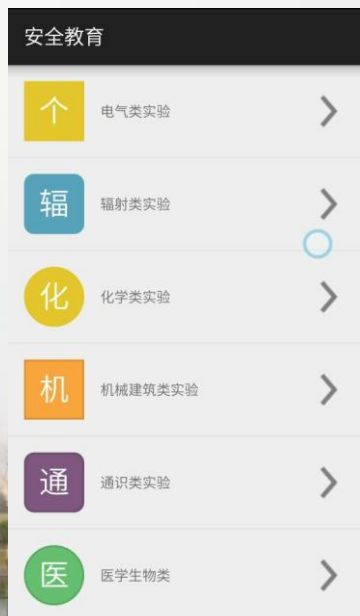 安全教育
个
电气类实验
辐
辐射类实验
化
化学类实验
机
机械建筑类实验
通
通识类实验
医
医学生物类